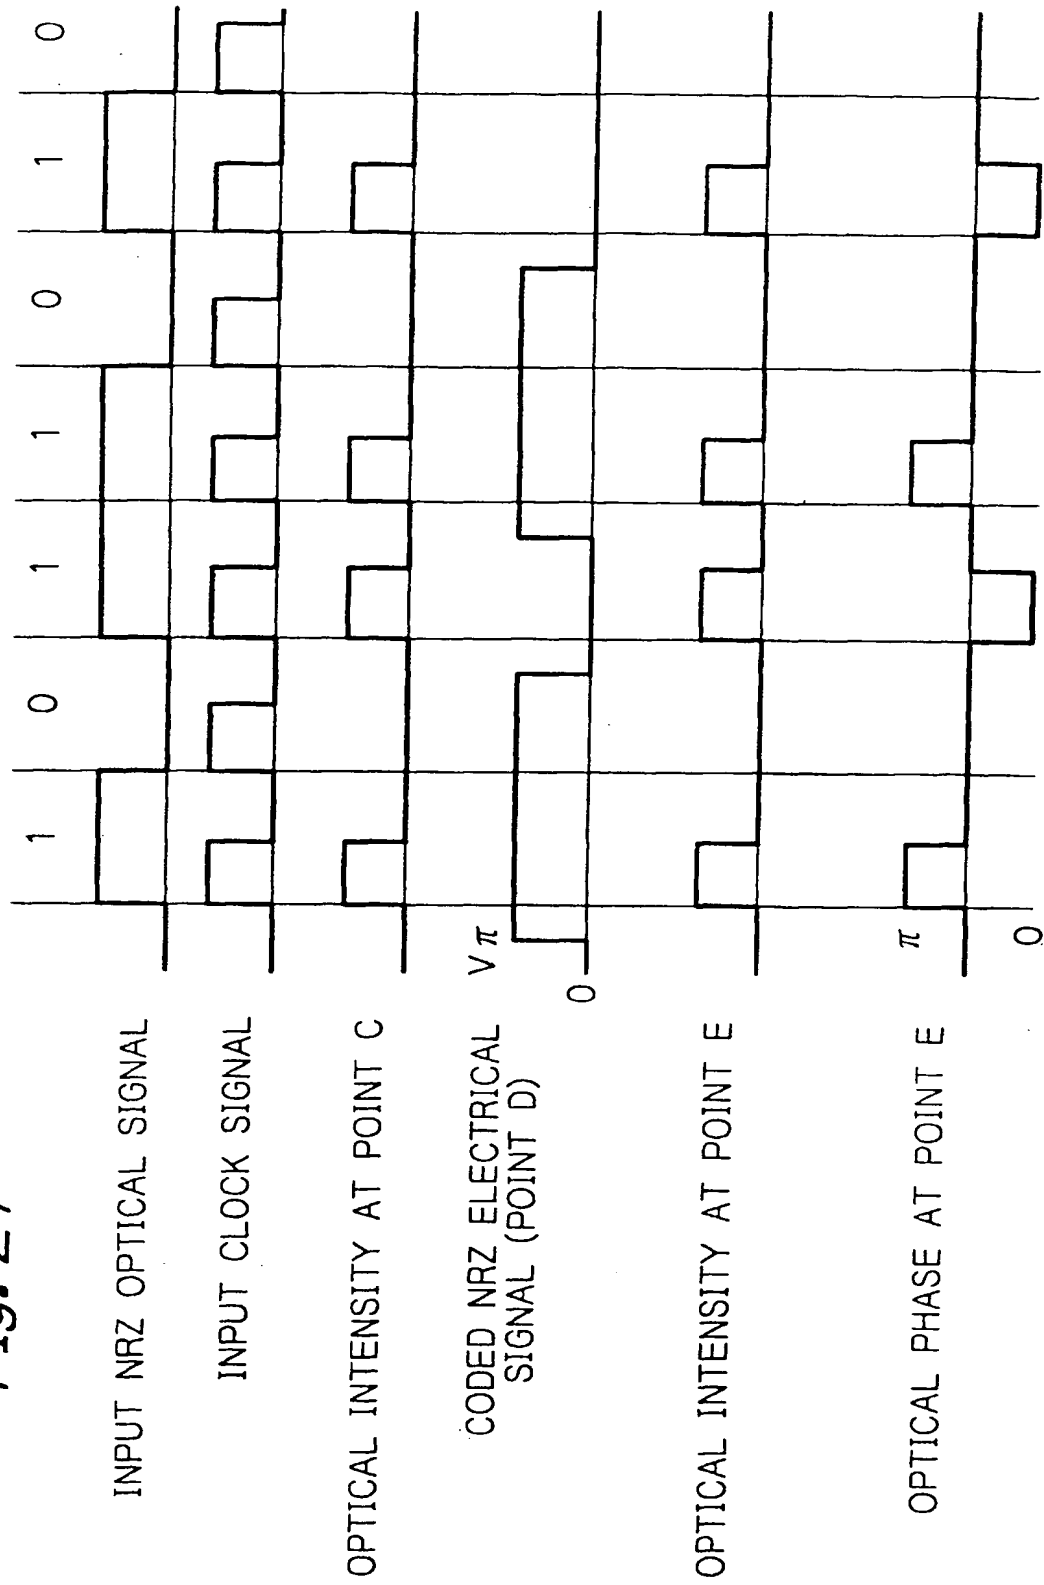 1 0 1 1 0 1 0
INPUT NRZ OPTICAL SIGNAL
INPUT CLOCK SIGNAL
OPTICAL INTENSITY AT POINT C
CODED NRZ ELECTRICAL
SIGNAL (POINT D)
Vπ
0
OPTICAL INTENSITY AT POINT E
OPTICAL PHASE AT POINT E
π
0